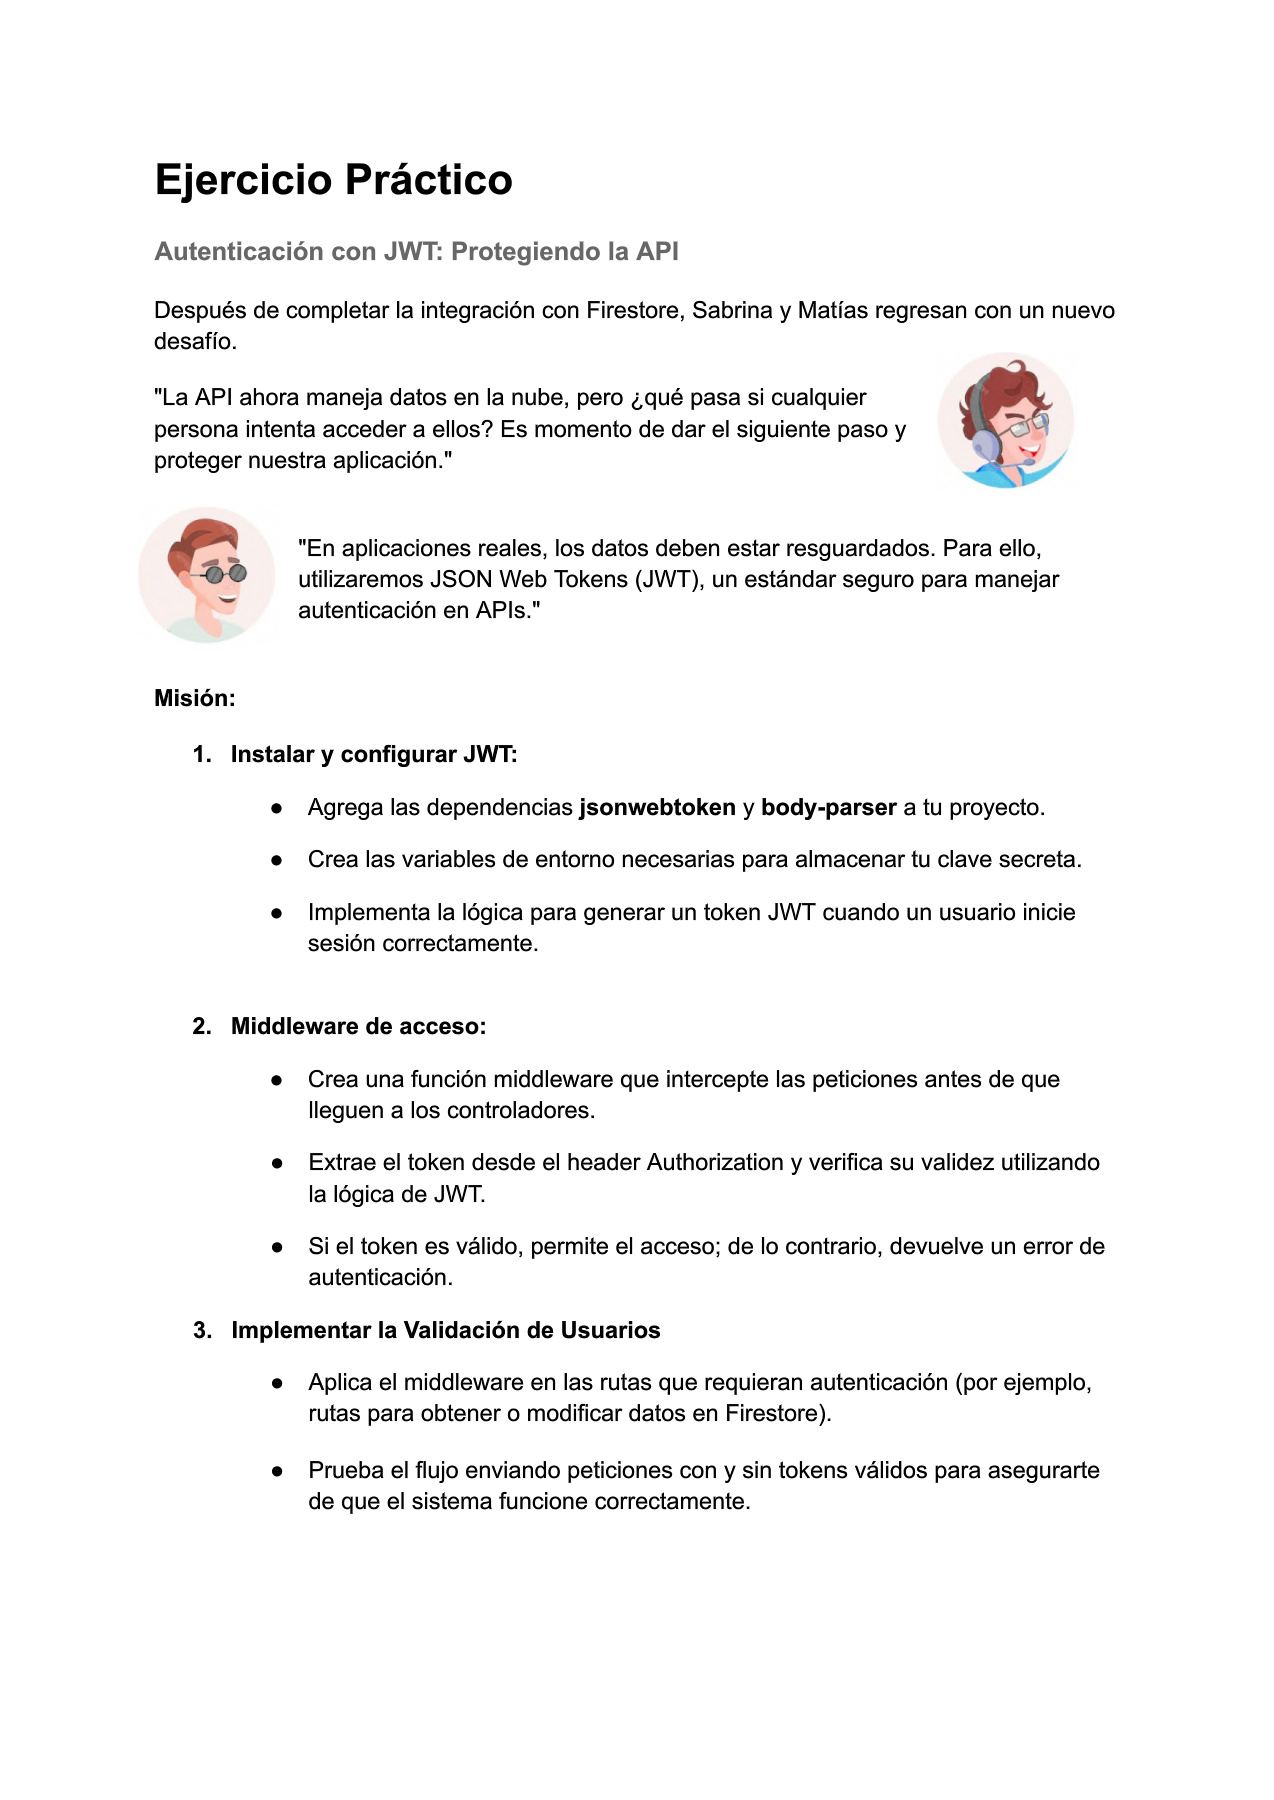 Ejercicio Práctico
Autenticación con JWT: Protegiendo la API
Después de completar la integración con Firestore, Sabrina y Matías regresan con un nuevo
desafío.
"La API ahora maneja datos en la nube, pero ¿qué pasa si cualquier
persona intenta acceder a ellos? Es momento de dar el siguiente paso y
proteger nuestra aplicación."
"En aplicaciones reales, los datos deben estar resguardados. Para ello,
utilizaremos JSON Web Tokens (JWT), un estándar seguro para manejar
autenticación en APIs."
Misión:
1. Instalar y configurar JWT:
● Agrega las dependencias jsonwebtoken y body-parser a tu proyecto.
● Crea las variables de entorno necesarias para almacenar tu clave secreta.
● Implementa la lógica para generar un token JWT cuando un usuario inicie
sesión correctamente.
2. Middleware de acceso:
● Crea una función middleware que intercepte las peticiones antes de que
lleguen a los controladores.
● Extrae el token desde el header Authorization y verifica su validez utilizando
la lógica de JWT.
● Si el token es válido, permite el acceso; de lo contrario, devuelve un error de
autenticación.
3. Implementar la Validación de Usuarios
● Aplica el middleware en las rutas que requieran autenticación (por ejemplo,
rutas para obtener o modificar datos en Firestore).
● Prueba el flujo enviando peticiones con y sin tokens válidos para asegurarte
de que el sistema funcione correctamente.